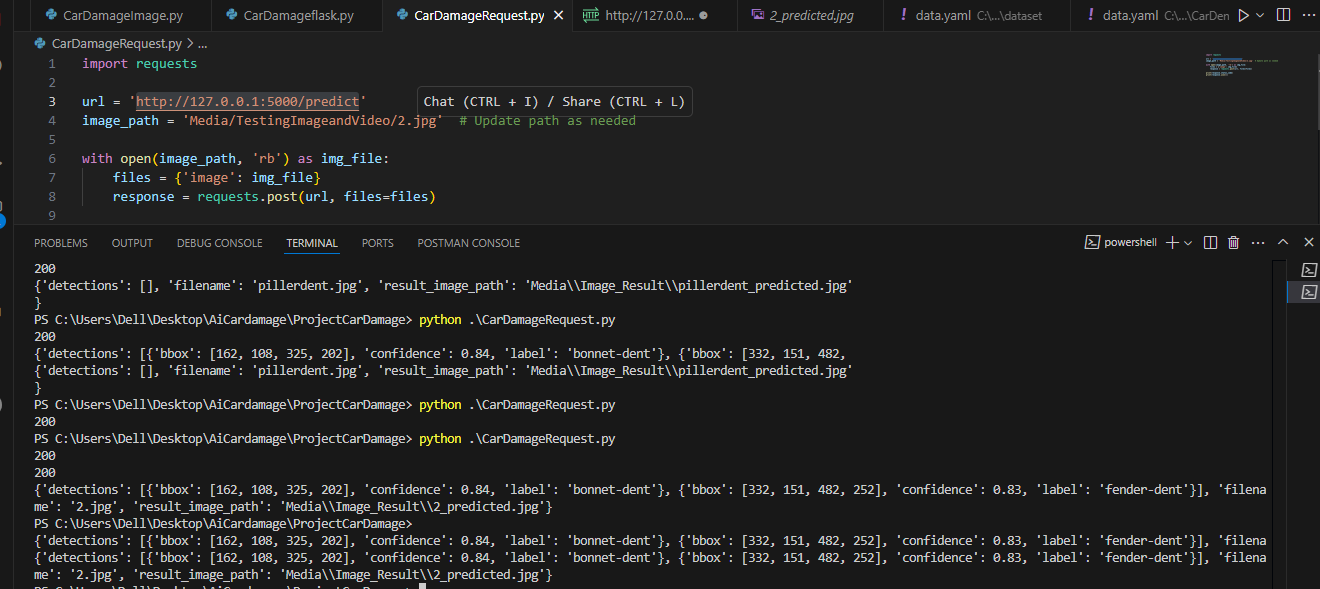 CarDamageImage.py
CarDamageflask.py
CarDamageRequest.py
http://127.0.0....
2_predicted.jpg
data.yaml C:\...\dataset
data.yaml C:\...\CarDen
CarDamageRequest.py > ...
1 import requests
2
3 url = 'http://127.0.0.1:5000/predict'
Chat (CTRL + I) / Share (CTRL + L)
4 image_path = 'Media/TestingImageandVideo/2.jpg' # Update path as needed
5
6 with open(image_path, 'rb') as img_file:
7 files = {'image': img_file}
8 response = requests.post(url, files=files)
9
PROBLEMS OUTPUT DEBUG CONSOLE TERMINAL PORTS POSTMAN CONSOLE
powershell
200
{'detections': [], 'filename': 'pillerdent.jpg', 'result_image_path': 'Media\\Image_Result\\pillerdent_predicted.jpg'
}
PS C:\Users\Dell\Desktop\AiCardamage\ProjectCarDamage> python .\CarDamageRequest.py
200
{'detections': [{'bbox': [162, 108, 325, 202], 'confidence': 0.84, 'label': 'bonnet-dent'}, {'bbox': [332, 151, 482,
{'detections': [], 'filename': 'pillerdent.jpg', 'result_image_path': 'Media\\Image_Result\\pillerdent_predicted.jpg'
}
PS C:\Users\Dell\Desktop\AiCardamage\ProjectCarDamage> python .\CarDamageRequest.py
200
PS C:\Users\Dell\Desktop\AiCardamage\ProjectCarDamage> python .\CarDamageRequest.py
200
200
{'detections': [{'bbox': [162, 108, 325, 202], 'confidence': 0.84, 'label': 'bonnet-dent'}, {'bbox': [332, 151, 482, 252], 'confidence': 0.83, 'label': 'fender-dent'}], 'filena
me': '2.jpg', 'result_image_path': 'Media\\Image_Result\\2_predicted.jpg'}
PS C:\Users\Dell\Desktop\AiCardamage\ProjectCarDamage>
{'detections': [{'bbox': [162, 108, 325, 202], 'confidence': 0.84, 'label': 'bonnet-dent'}, {'bbox': [332, 151, 482, 252], 'confidence': 0.83, 'label': 'fender-dent'}], 'filena
{'detections': [{'bbox': [162, 108, 325, 202], 'confidence': 0.84, 'label': 'bonnet-dent'}, {'bbox': [332, 151, 482, 252], 'confidence': 0.83, 'label': 'fender-dent'}], 'filena
me': '2.jpg', 'result_image_path': 'Media\\Image_Result\\2_predicted.jpg'}